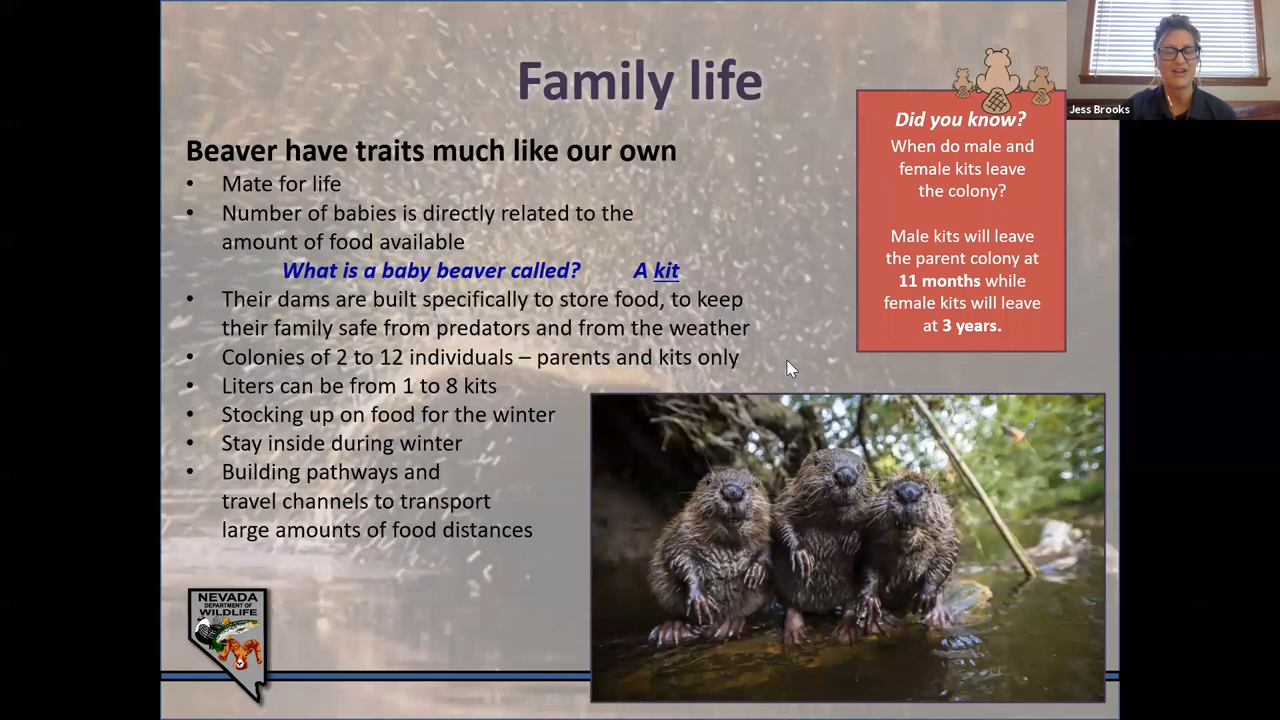 Family life
Beaver have traits much like our own
• Mate for life
• Number of babies is directly related to the
amount of food available
What is a baby beaver called? A kit
• Their dams are built specifically to store food, to keep
their family safe from predators and from the weather
• Colonies of 2 to 12 individuals – parents and kits only
• Liters can be from 1 to 8 kits
• Stocking up on food for the winter
• Stay inside during winter
• Building pathways and
travel channels to transport
large amounts of food distances
Did you know?
When do male and
female kits leave
the colony?
Male kits will leave
the parent colony at
11 months while
female kits will leave
at 3 years.
Jess Brooks
NEVADA
DEPARTMENT OF
WILDLIFE